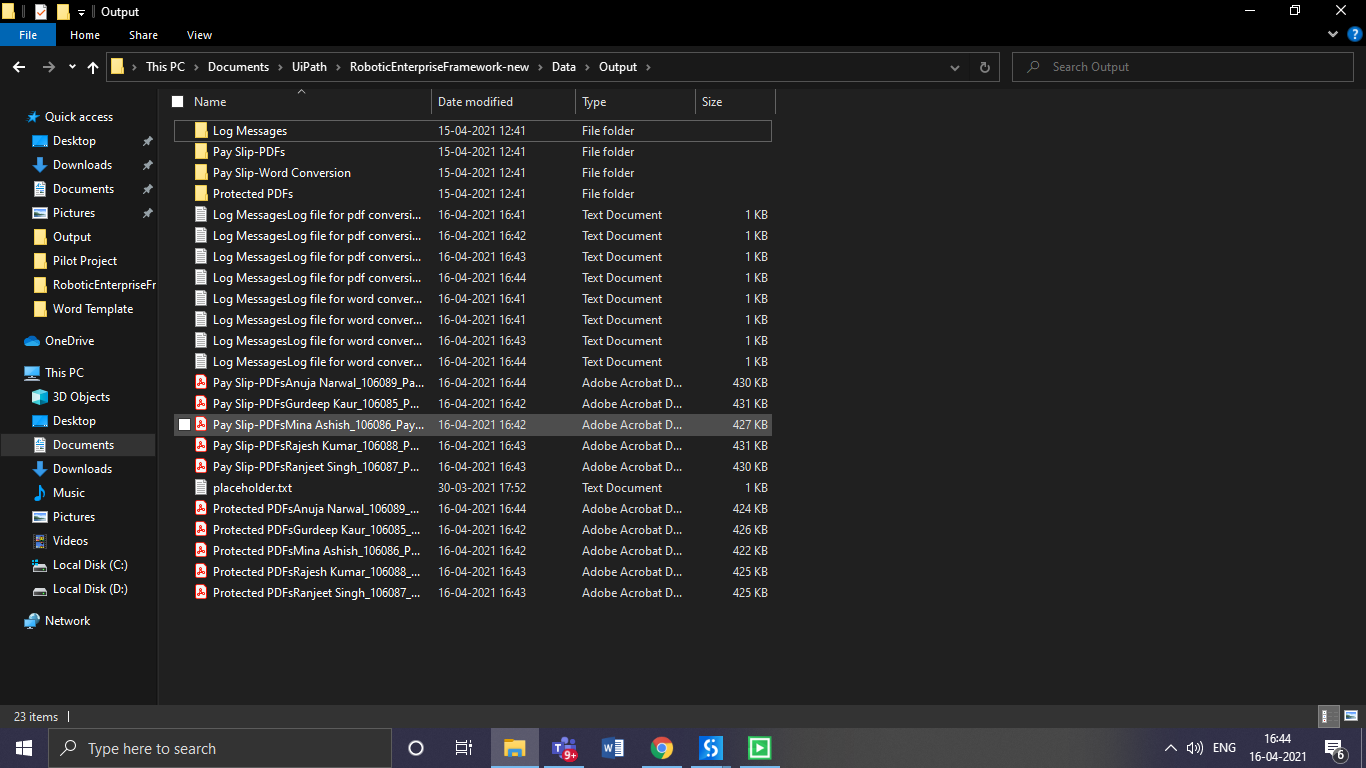 Output
File Home Share View
This PC Documents UiPath RoboticEnterpriseFramework-new Data Output
Search Output
Name Date modified Type Size
Quick access
Desktop
Downloads
Documents
Pictures
Output
Pilot Project
RoboticEnterpriseFr
Word Template
OneDrive
This PC
3D Objects
Desktop
Documents
Downloads
Music
Pictures
Videos
Local Disk (C:)
Local Disk (D:)
Network
Log Messages 15-04-2021 12:41 File folder
Pay Slip-PDFs 15-04-2021 12:41 File folder
Pay Slip-Word Conversion 15-04-2021 12:41 File folder
Protected PDFs 15-04-2021 12:41 File folder
Log MessagesLog file for pdf conversi... 16-04-2021 16:41 Text Document 1 KB
Log MessagesLog file for pdf conversi... 16-04-2021 16:42 Text Document 1 KB
Log MessagesLog file for pdf conversi... 16-04-2021 16:43 Text Document 1 KB
Log MessagesLog file for pdf conversi... 16-04-2021 16:44 Text Document 1 KB
Log MessagesLog file for word conver... 16-04-2021 16:41 Text Document 1 KB
Log MessagesLog file for word conver... 16-04-2021 16:41 Text Document 1 KB
Log MessagesLog file for word conver... 16-04-2021 16:43 Text Document 1 KB
Log MessagesLog file for word conver... 16-04-2021 16:44 Text Document 1 KB
Pay Slip-PDFsAnuja Narwal_106089_Pa... 16-04-2021 16:44 Adobe Acrobat D... 430 KB
Pay Slip-PDFsGurdeep Kaur_106085_P... 16-04-2021 16:42 Adobe Acrobat D... 431 KB
Pay Slip-PDFsMina Ashish_106086_Pay... 16-04-2021 16:42 Adobe Acrobat D... 427 KB
Pay Slip-PDFsRajesh Kumar_106088_P... 16-04-2021 16:43 Adobe Acrobat D... 431 KB
Pay Slip-PDFsRanjeet Singh_106087_P... 16-04-2021 16:43 Adobe Acrobat D... 430 KB
placeholder.txt 30-03-2021 17:52 Text Document 1 KB
Protected PDFsAnuja Narwal_106089_... 16-04-2021 16:44 Adobe Acrobat D... 424 KB
Protected PDFsGurdeep Kaur_106085_... 16-04-2021 16:42 Adobe Acrobat D... 426 KB
Protected PDFsMina Ashish_106086_P... 16-04-2021 16:42 Adobe Acrobat D... 422 KB
Protected PDFsRajesh Kumar_106088_... 16-04-2021 16:43 Adobe Acrobat D... 425 KB
Protected PDFsRanjeet Singh_106087_... 16-04-2021 16:43 Adobe Acrobat D... 425 KB
23 items
Type here to search
9+
ENG
16:44
16-04-2021
6